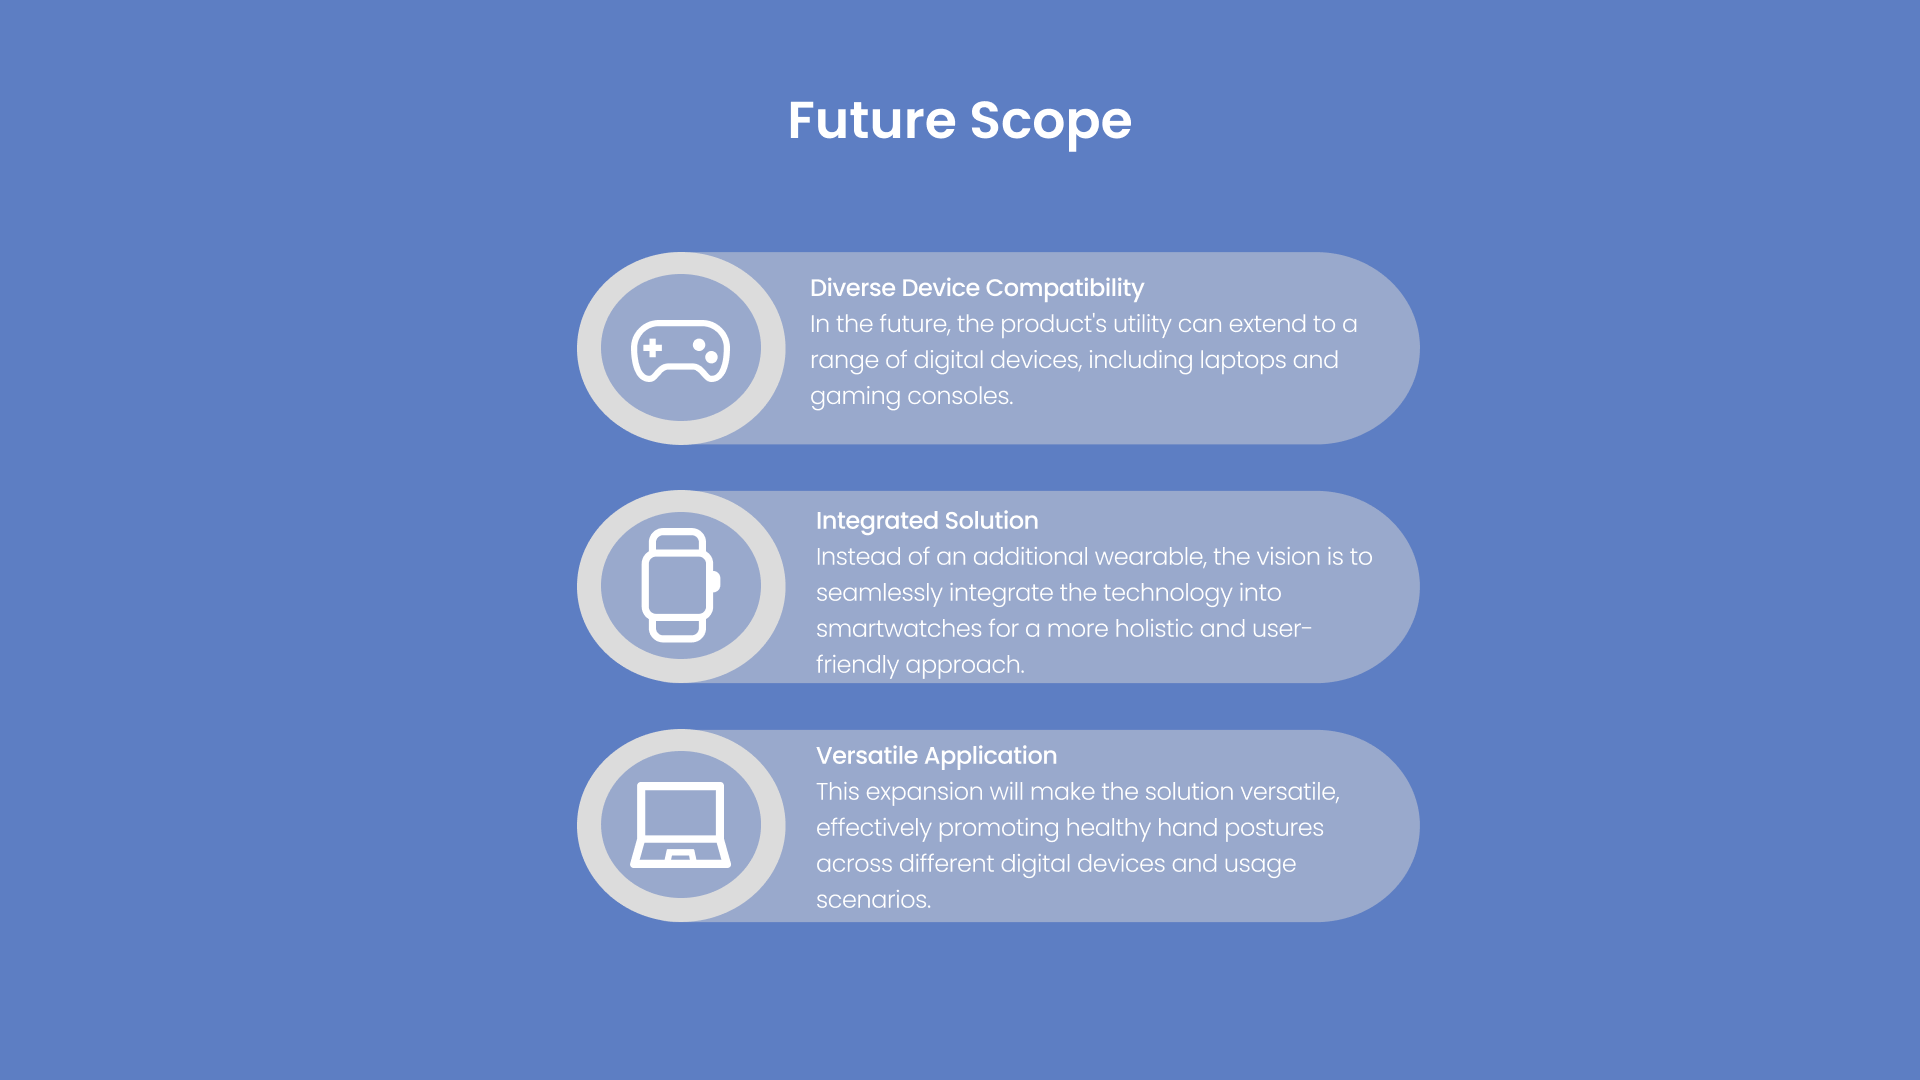 Future Scope
Diverse Device Compatibility
In the future, the product's utility can extend to a
range of digital devices, including laptops and
gaming consoles.
Integrated Solution
Instead of an additional wearable, the vision is to
seamlessly integrate the technology into
smartwatches for a more holistic and user-
friendly approach.
Versatile Application
This expansion will make the solution versatile,
effectively promoting healthy hand postures
across different digital devices and usage
scenarios.